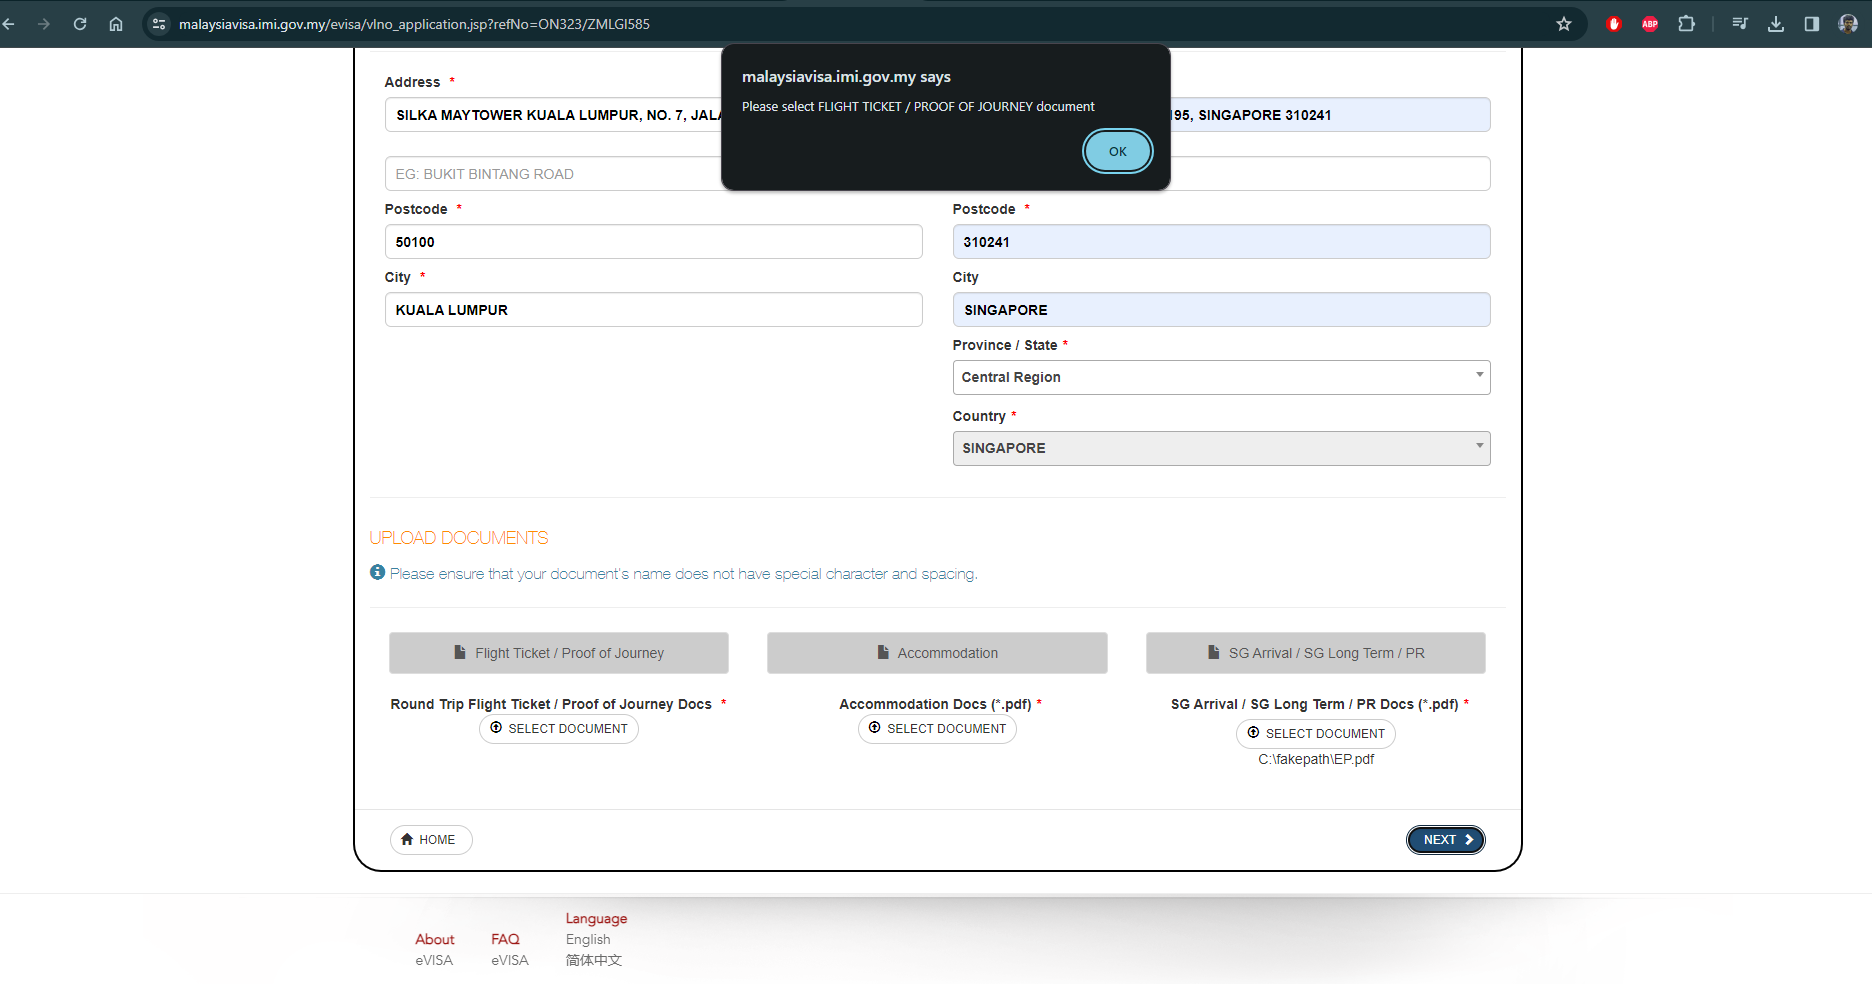 malaysiavisa.imi.gov.my/evisa/vlno_application.jsp?refNo=ON323/ZMLGI585
ABP
malaysiavisa.imi.gov.my says
Please select FLIGHT TICKET / PROOF OF JOURNEY document
OK
Address *
SILKA MAYTOWER KUALA LUMPUR, NO. 7, JALA
195, SINGAPORE 310241
EG: BUKIT BINTANG ROAD
Postcode *
Postcode *
50100
310241
City *
City
KUALA LUMPUR
SINGAPORE
Province / State *
Central Region
Country *
SINGAPORE
UPLOAD DOCUMENTS
Please ensure that your document's name does not have special character and spacing.
Flight Ticket / Proof of Journey
Accommodation
SG Arrival / SG Long Term / PR
Round Trip Flight Ticket / Proof of Journey Docs *
Accommodation Docs (*.pdf) *
SG Arrival / SG Long Term / PR Docs (*.pdf) *
SELECT DOCUMENT
SELECT DOCUMENT
SELECT DOCUMENT
C:\fakepath\EP.pdf
HOME
NEXT
Language
About
FAQ
English
eVISA
eVISA
简体中文